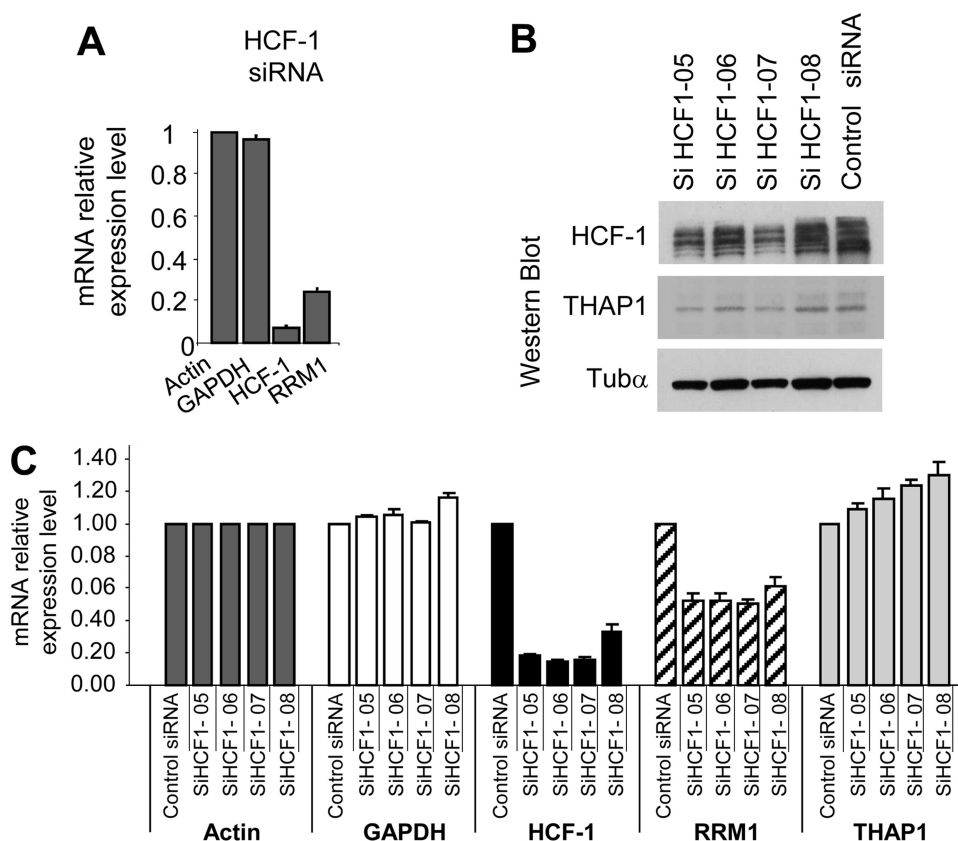 A
HCF-1
siRNA
mRNA relative
expression level
1
0.8
0.6
0.4
0.2
0
Actin
GAPDH
HCF-1
RRM1
B
Si HCF1-05
Si HCF1-06
Si HCF1-07
Si HCF1-08
Control siRNA
Western Blot
HCF-1
THAP1
Tubα
C
mRNA relative
expression level
1.40
1.20
1.00
0.08
0.06
0.40
0.20
0.00
Control siRNA
SiHCF1- 05
SiHCF1- 06
SiHCF1- 07
SiHCF1- 08
Actin
Control siRNA
SiHCF1- 05
SiHCF1- 06
SiHCF1- 07
SiHCF1- 08
GAPDH
Control siRNA
SiHCF1- 05
SiHCF1- 06
SiHCF1- 07
SiHCF1- 08
HCF-1
Control siRNA
SiHCF1- 05
SiHCF1- 06
SiHCF1- 07
SiHCF1- 08
RRM1
Control siRNA
SiHCF1- 05
SiHCF1- 06
SiHCF1- 07
SiHCF1- 08
THAP1